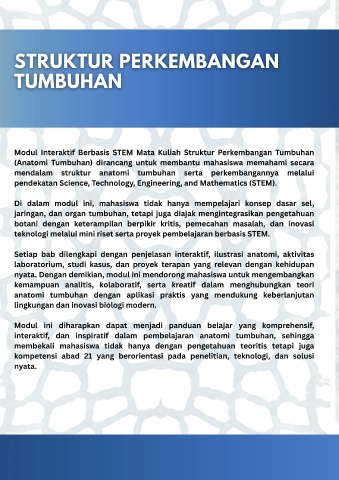 STRUKTUR PERKEMBANGAN
TUMBUHAN
Modul Interaktif Berbasis STEM Mata Kuliah Struktur Perkembangan Tumbuhan
(Anatomi Tumbuhan) dirancang untuk membantu mahasiswa memahami secara
mendalam struktur anatomi tumbuhan serta perkembangannya melalui
pendekatan Science, Technology, Engineering, and Mathematics (STEM).
Di dalam modul ini, mahasiswa tidak hanya mempelajari konsep dasar sel,
jaringan, dan organ tumbuhan, tetapi juga diajak mengintegrasikan pengetahuan
botani dengan keterampilan berpikir kritis, pemecahan masalah, dan inovasi
teknologi melalui mini riset serta proyek pembelajaran berbasis STEM.
Setiap bab dilengkapi dengan penjelasan interaktif, ilustrasi anatomi, aktivitas
laboratorium, studi kasus, dan proyek terapan yang relevan dengan kehidupan
nyata. Dengan demikian, modul ini mendorong mahasiswa untuk mengembangkan
kemampuan analitis, kolaboratif, serta kreatif dalam menghubungkan teori
anatomi tumbuhan dengan aplikasi praktis yang mendukung keberlanjutan
lingkungan dan inovasi biologi modern.
Modul ini diharapkan dapat menjadi panduan belajar yang komprehensif,
interaktif, dan inspiratif dalam pembelajaran anatomi tumbuhan, sehingga
membekali mahasiswa tidak hanya dengan pengetahuan teoritis tetapi juga
kompetensi abad 21 yang berorientasi pada penelitian, teknologi, dan solusi
nyata.